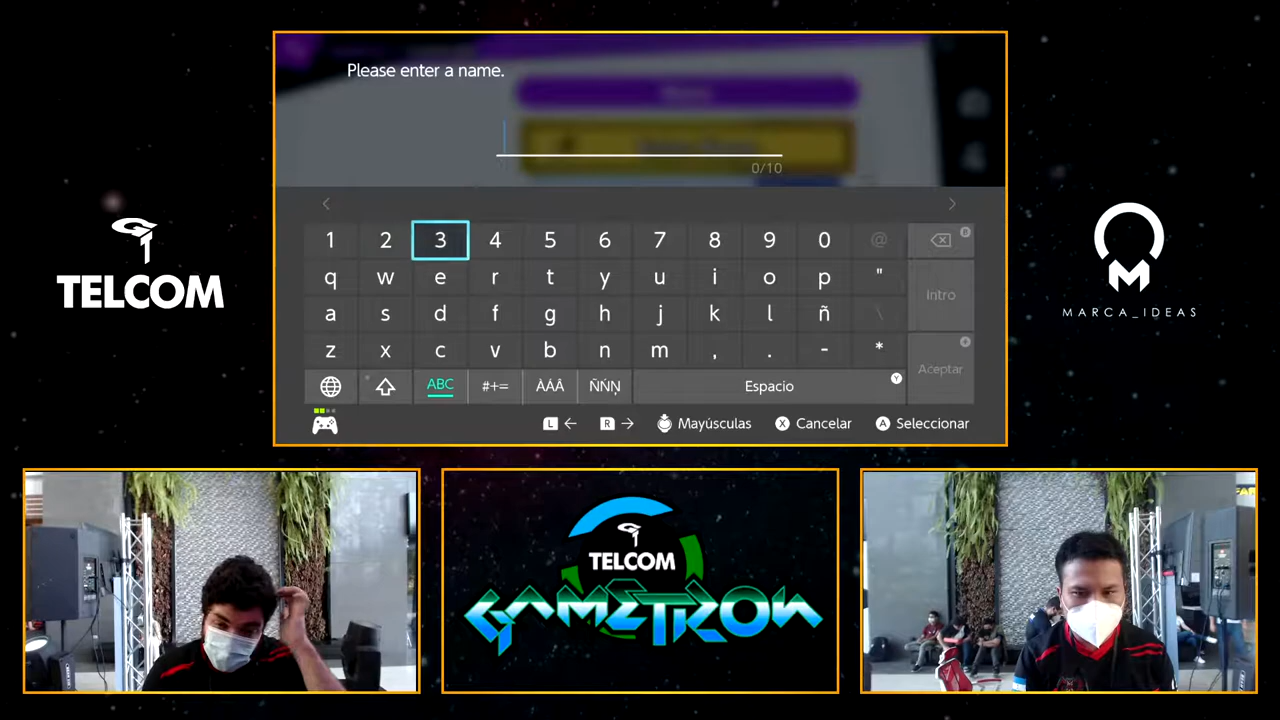 Please enter a name.
0/10
1 2 3 4 5 6 7 8 9 0 @
q w e r t y u i o p "
Intro
a s d f g h j k l ñ \
z x c v b n m , . - *
Aceptar
ABC #+= ÀÁÂ ÑŃŅ Espacio Y
L ← R → Mayúsculas X Cancelar A Seleccionar
TELCOM
M
MARCA_IDEAS
TELCOM
GAMETRON